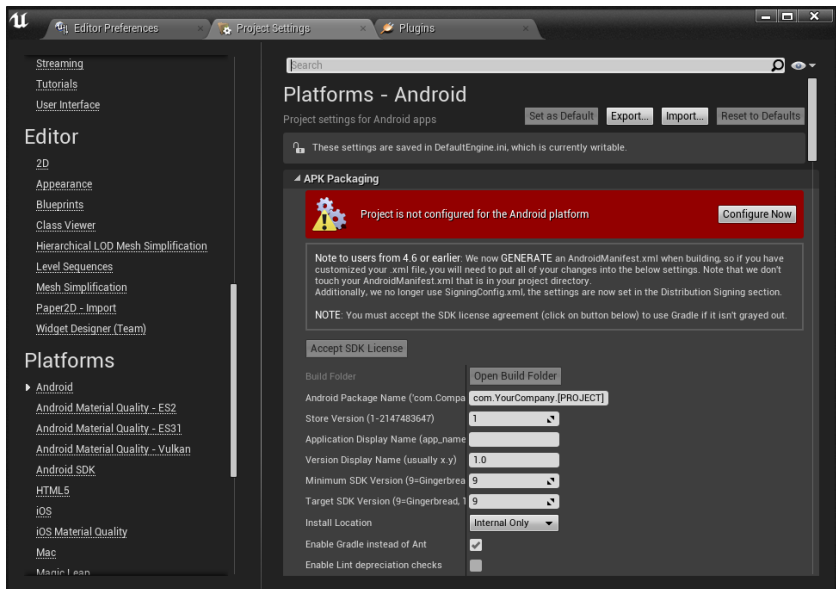 Editor Preferences
Project Settings
Plugins
Streaming
Tutorials
User Interface
Editor
2D
Appearance
Blueprints
Class Viewer
Hierarchical LOD Mesh Simplification
Level Sequences
Mesh Simplification
Paper2D - Import
Widget Designer (Team)
Platforms
Android
Android Material Quality - ES2
Android Material Quality - ES31
Android Material Quality - Vulkan
Android SDK
HTML5
iOS
iOS Material Quality
Mac
Magic Leap
Search
Platforms - Android
Project settings for Android apps
Set as Default
Export...
Import...
Reset to Defaults
These settings are saved in DefaultEngine.ini, which is currently writable.
APK Packaging
Project is not configured for the Android platform
Configure Now
Note to users from 4.6 or earlier: We now GENERATE an AndroidManifest.xml when building, so if you have
customized your .xml file, you will need to put all of your changes into the below settings. Note that we don't
touch your AndroidManifest.xml that is in your project directory.
Additionally, we no longer use SigningConfig.xml, the settings are now set in the Distribution Signing section.
NOTE: You must accept the SDK license agreement (click on button below) to use Gradle if it isn't grayed out.
Accept SDK License
Build Folder
Open Build Folder
Android Package Name ('com.Compa
com.YourCompany.[PROJECT]
Store Version (1-2147483647)
1
Application Display Name (app_name
Version Display Name (usually x.y)
1.0
Minimum SDK Version (9=Gingerbrea
9
Target SDK Version (9=Gingerbread, 1
9
Install Location
Internal Only
Enable Gradle instead of Ant
Enable Lint depreciation checks